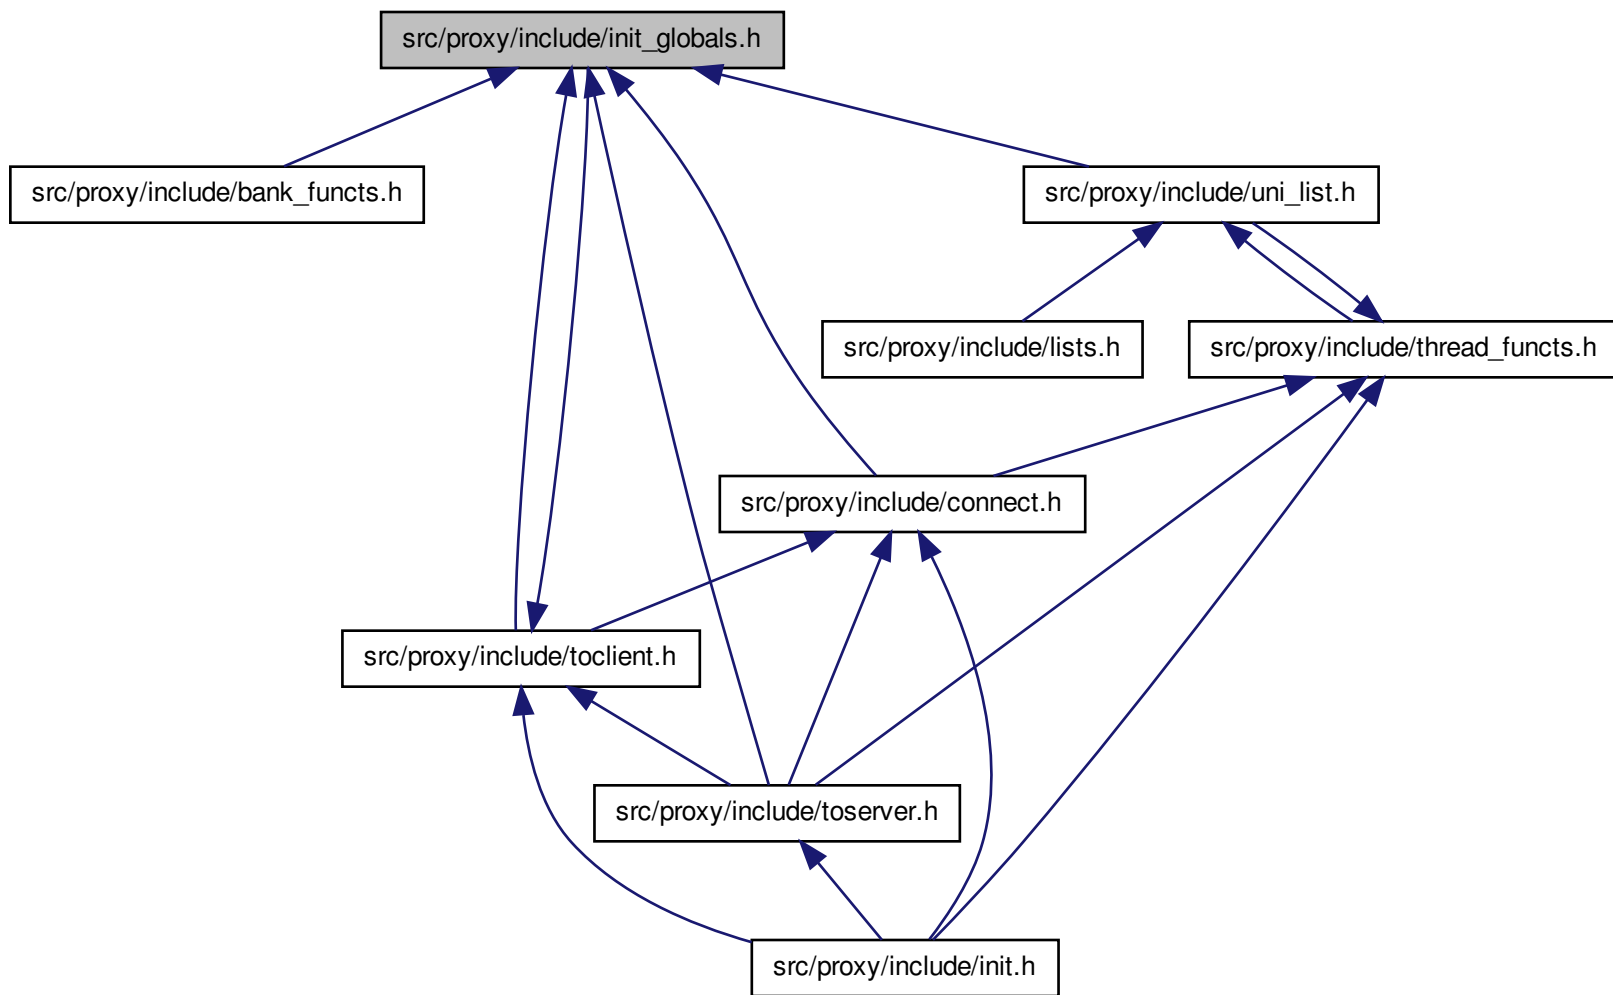 src/proxy/include/init_globals.h
src/proxy/include/bank_functs.h
src/proxy/include/uni_list.h
src/proxy/include/lists.h
src/proxy/include/thread_functs.h
src/proxy/include/connect.h
src/proxy/include/toclient.h
src/proxy/include/toserver.h
src/proxy/include/init.h